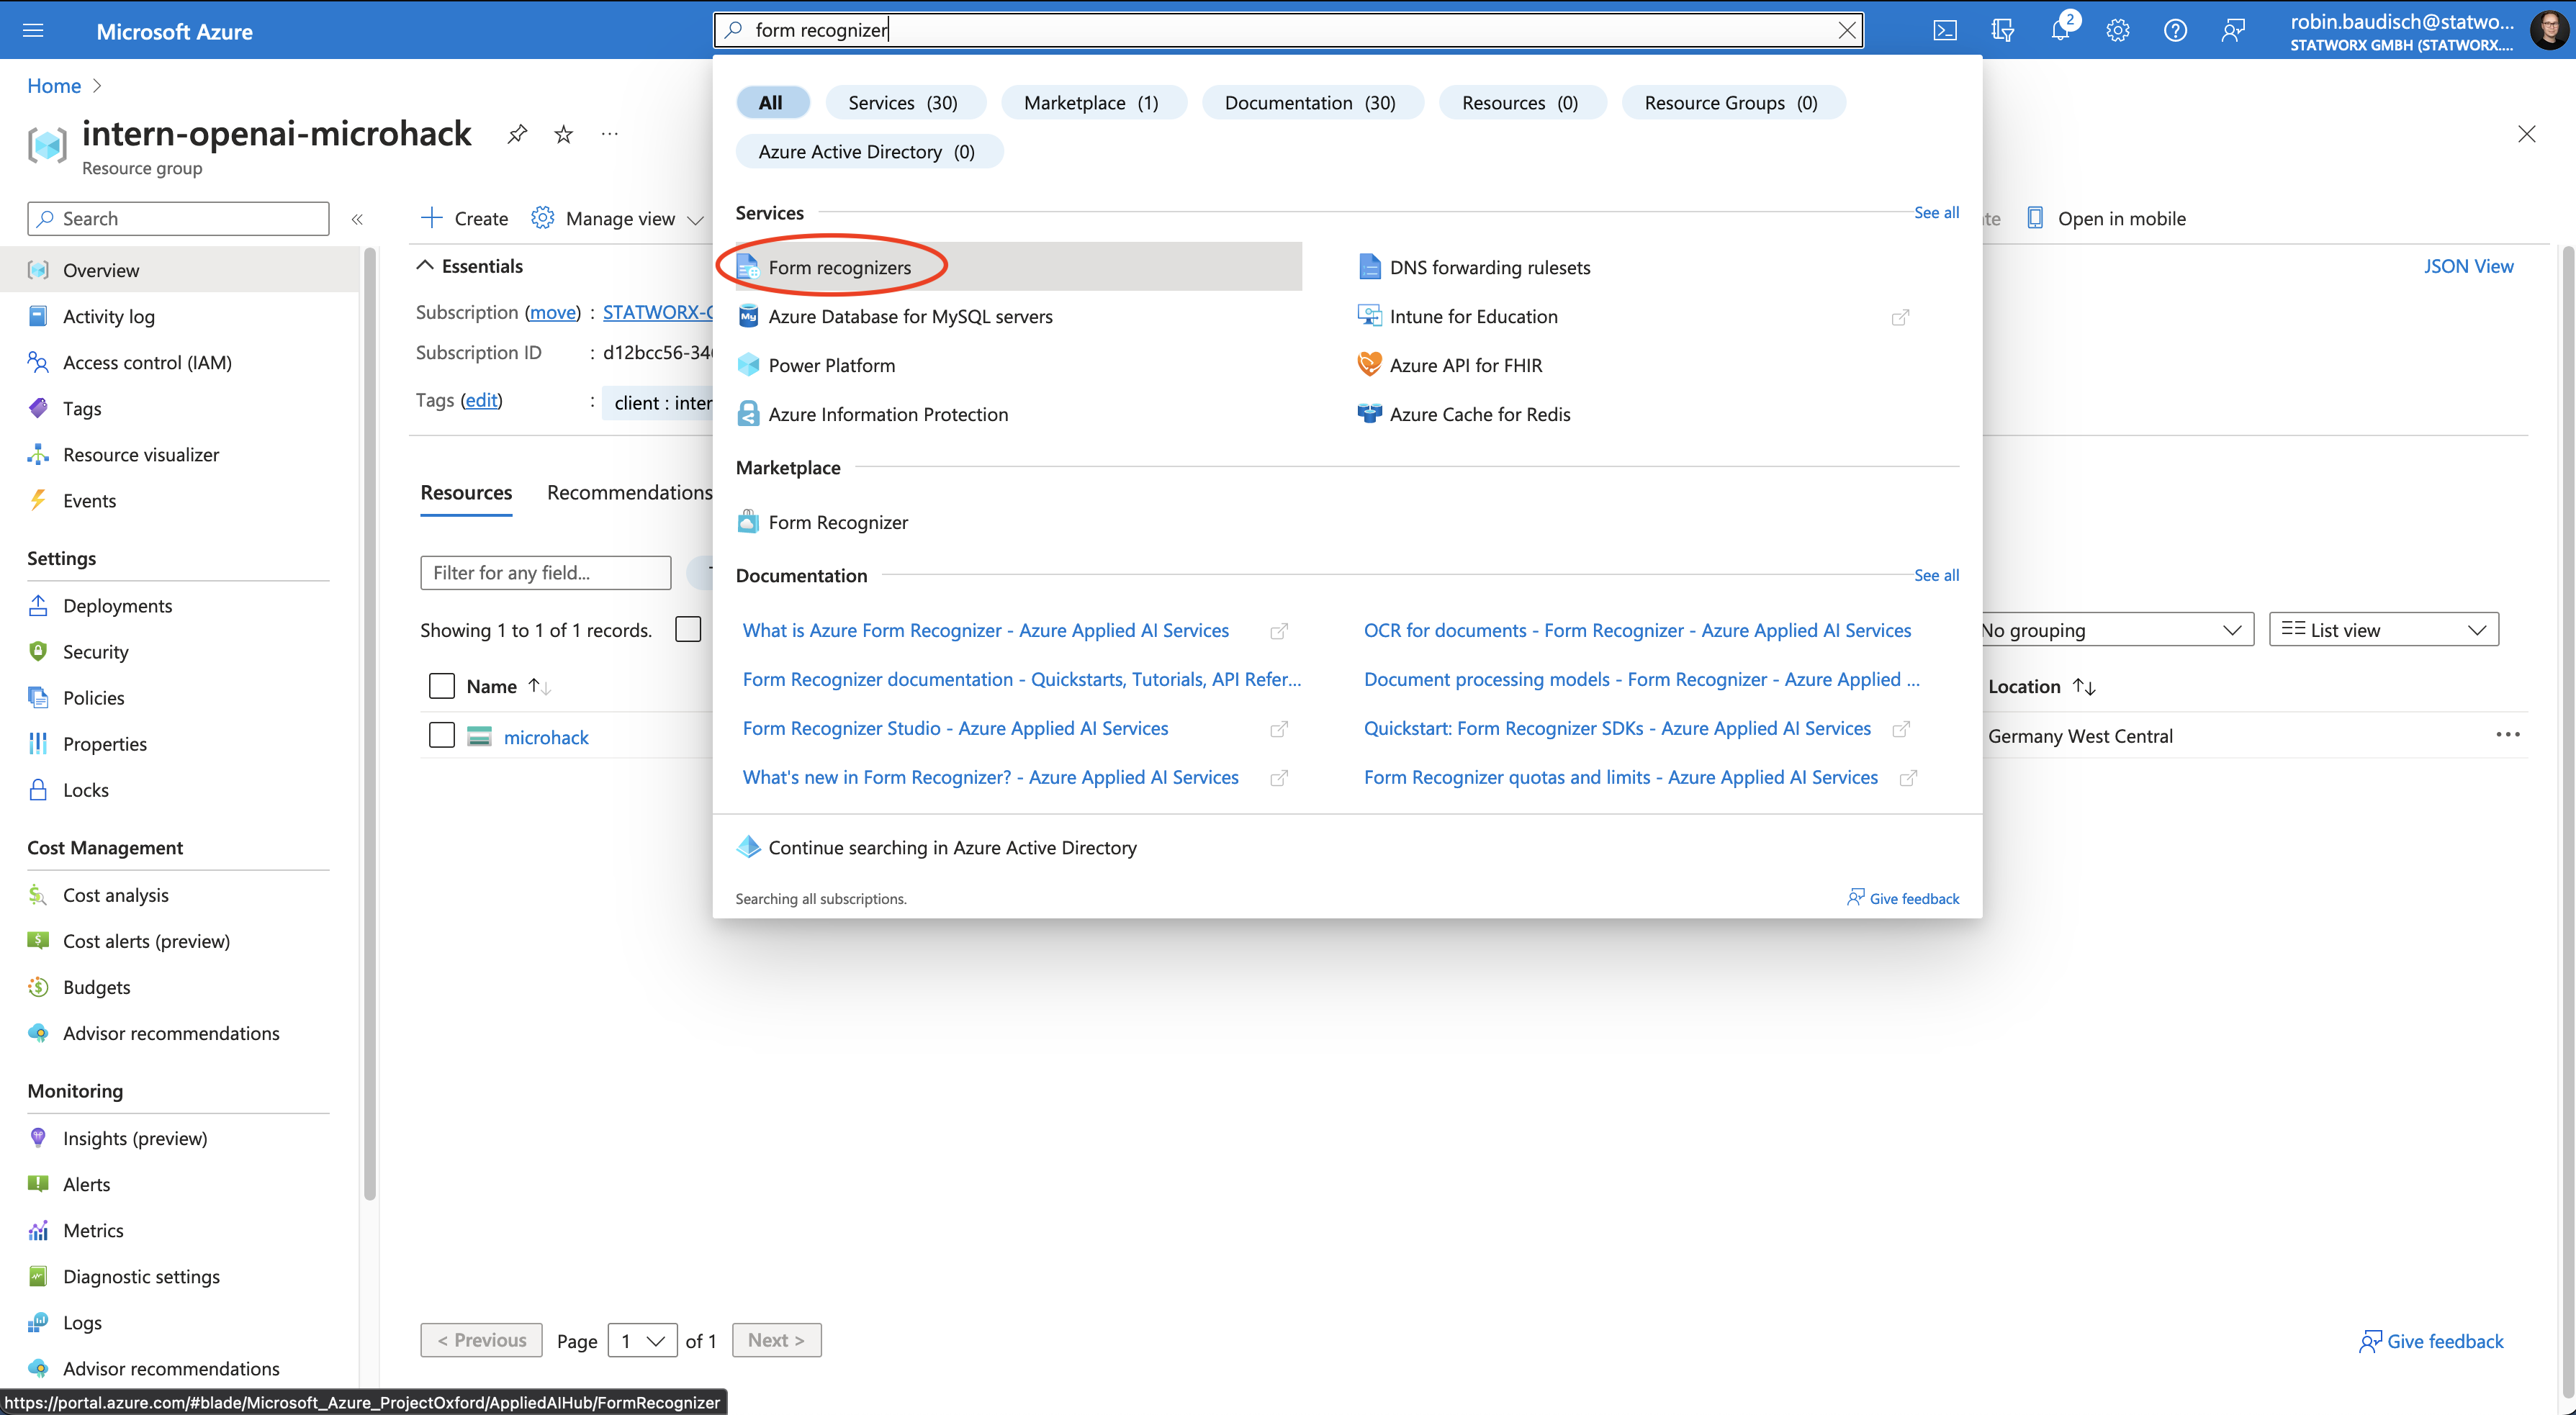 Microsoft Azure
form recognizer
2
robin.baudisch@statwo...
STATWORX GMBH (STATWORX....
Home
intern-openai-microhack
Resource group
Search
Overview
Activity log
Access control (IAM)
Tags
Resource visualizer
Events
Settings
Deployments
Security
Policies
Properties
Locks
Cost Management
Cost analysis
Cost alerts (preview)
Budgets
Advisor recommendations
Monitoring
Insights (preview)
Alerts
Metrics
Diagnostic settings
Logs
Advisor recommendations
Create
Manage view
Open in mobile
Essentials
JSON View
Subscription (move) : STATWORX-
Subscription ID : d12bcc56-34
Tags (edit) : client : inter
Resources Recommendations
Filter for any field...
Showing 1 to 1 of 1 records.
No grouping
List view
Name
Location
microhack
Germany West Central
< Previous Page 1 of 1 Next >
Give feedback
All
Services (30)
Marketplace (1)
Documentation (30)
Resources (0)
Resource Groups (0)
Azure Active Directory (0)
Services
See all
Form recognizers
DNS forwarding rulesets
Azure Database for MySQL servers
Intune for Education
Power Platform
Azure API for FHIR
Azure Information Protection
Azure Cache for Redis
Marketplace
Form Recognizer
Documentation
See all
What is Azure Form Recognizer - Azure Applied AI Services
OCR for documents - Form Recognizer - Azure Applied AI Services
Form Recognizer documentation - Quickstarts, Tutorials, API Refer...
Document processing models - Form Recognizer - Azure Applied ...
Form Recognizer Studio - Azure Applied AI Services
Quickstart: Form Recognizer SDKs - Azure Applied AI Services
What's new in Form Recognizer? - Azure Applied AI Services
Form Recognizer quotas and limits - Azure Applied AI Services
Continue searching in Azure Active Directory
Searching all subscriptions.
Give feedback
https://portal.azure.com/#blade/Microsoft_Azure_ProjectOxford/AppliedAIHub/FormRecognizer